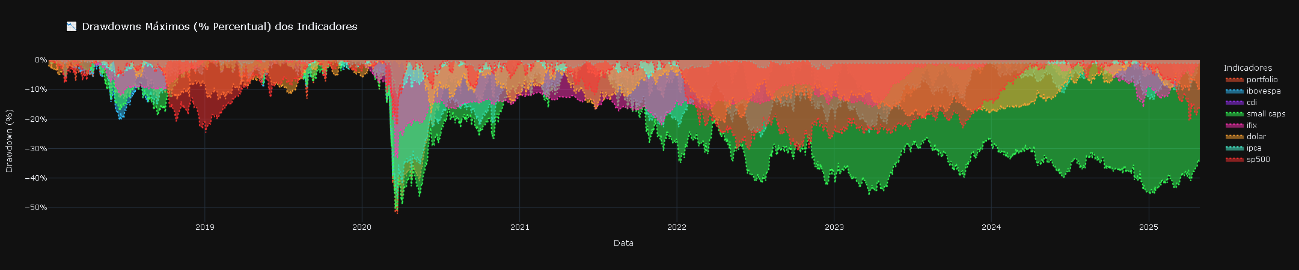 Drawdowns Máximos (% Percentual) dos Indicadores
Drawdown (%)
0%
−10%
−20%
−30%
−40%
−50%
2019
2020
2021
2022
2023
2024
2025
Data
Indicadores
portfolio
ibovespa
cdi
small caps
ifix
dolar
ipca
sp500